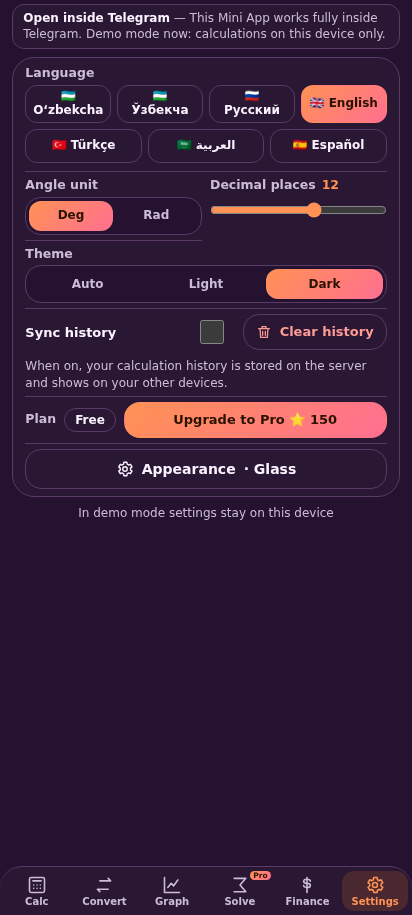 Open inside Telegram — This Mini App works fully inside
Telegram. Demo mode now: calculations on this device only.
Language
Oʻzbekcha
Ўзбекча
Русский
English
Türkçe
العربية
Español
Angle unit
Decimal places 12
Deg
Rad
Theme
Auto
Light
Dark
Sync history
Clear history
When on, your calculation history is stored on the server
and shows on your other devices.
Plan
Free
Upgrade to Pro ⭐ 150
Appearance · Glass
In demo mode settings stay on this device
Pro
Calc
Convert
Graph
Solve
Finance
Settings